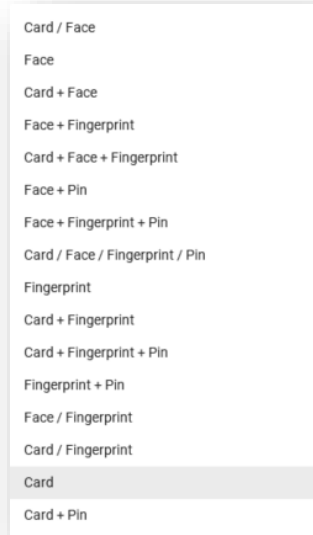 Card / Face
Face
Card + Face
Face + Fingerprint
Card + Face + Fingerprint
Face + Pin
Face + Fingerprint + Pin
Card / Face / Fingerprint / Pin
Fingerprint
Card + Fingerprint
Card + Fingerprint + Pin
Fingerprint + Pin
Face / Fingerprint
Card / Fingerprint
Card
Card + Pin